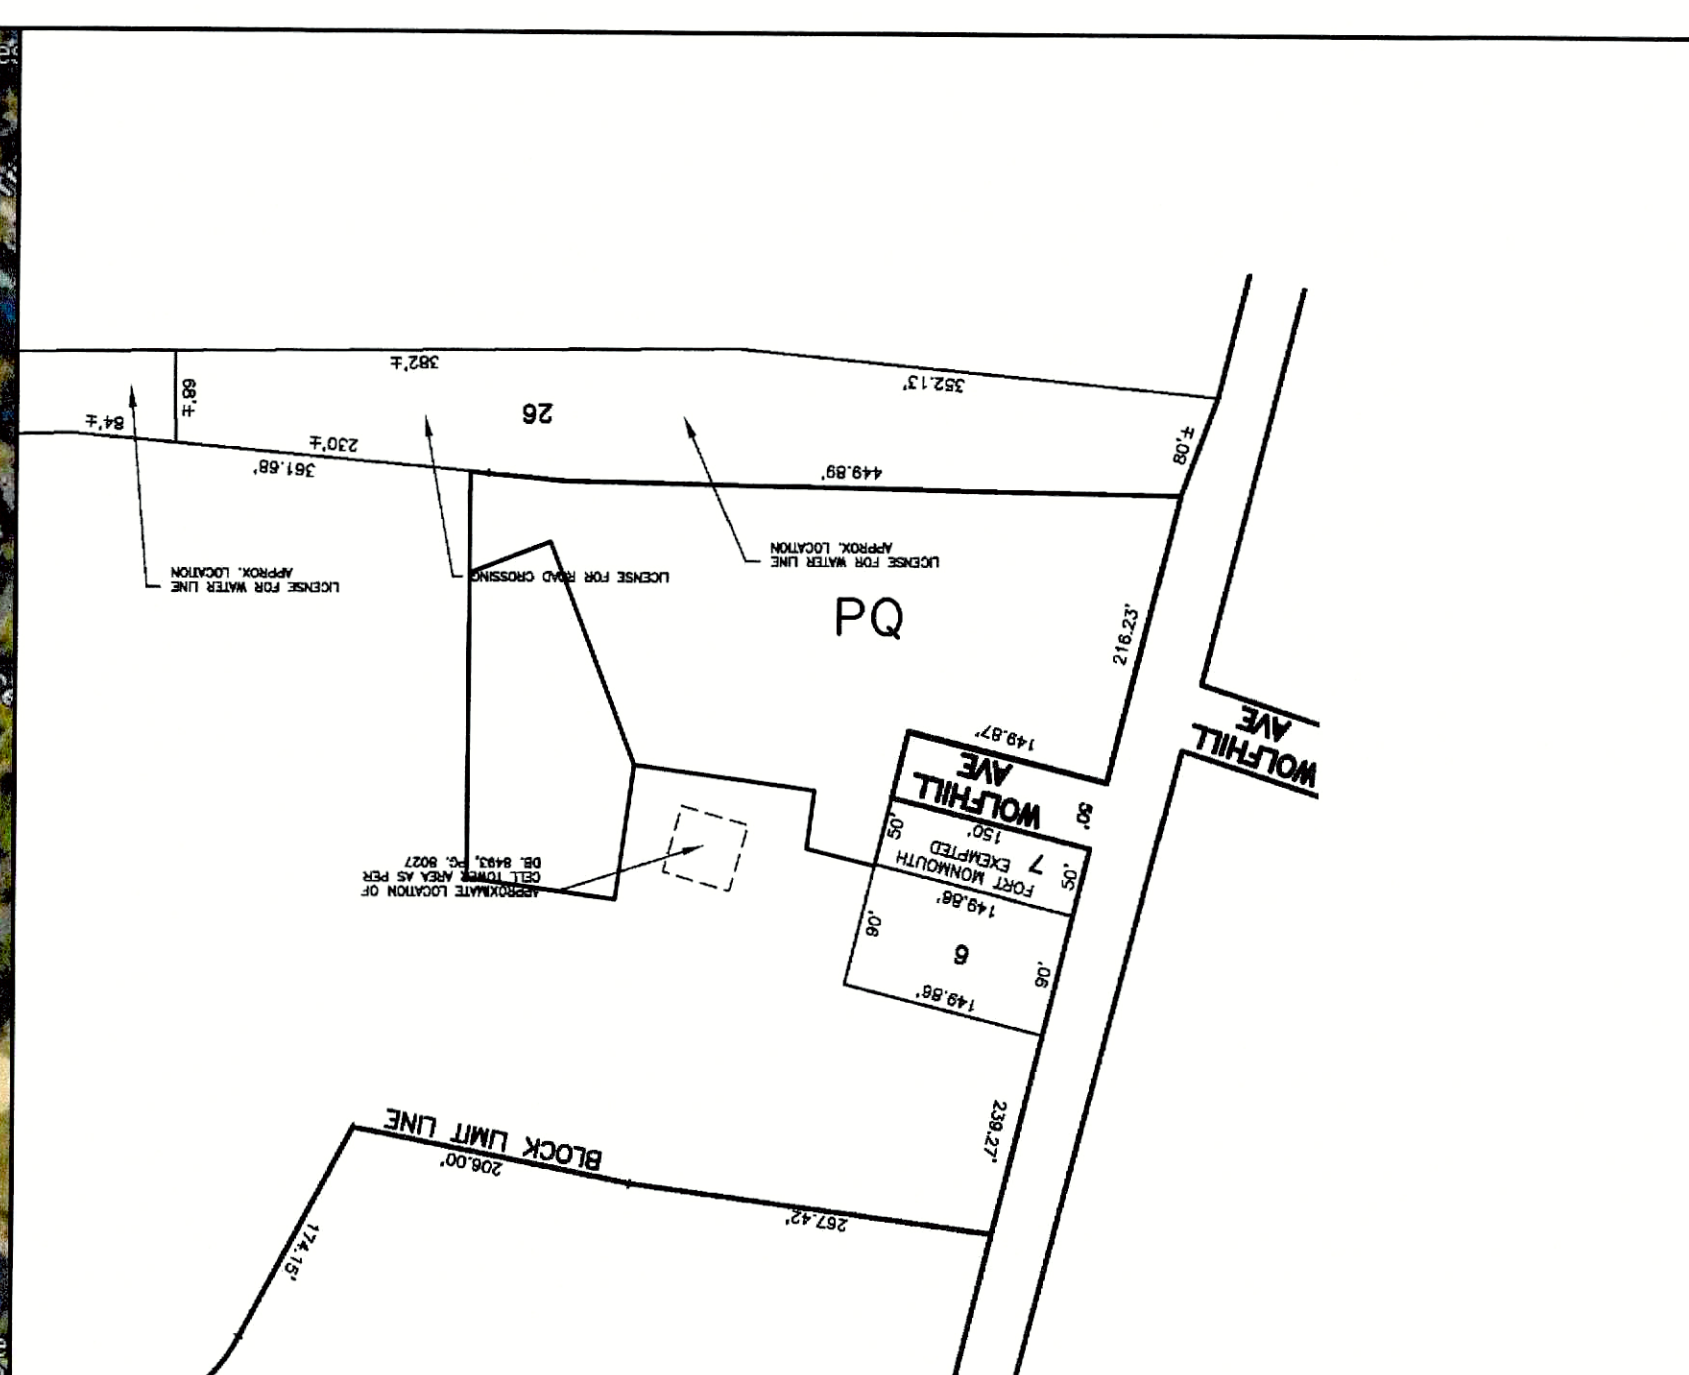 382'±
352.13'
68'±
84'±
26
230'±
361.68'
449.89'
80'±
LICENSE FOR WATER LINE
APPROX. LOCATION
LICENSE FOR ROAD CROSSING
LICENSE FOR WATER LINE
APPROX. LOCATION
PQ
216.23'
149.87'
WOLFHILL
AVE
WOLFHILL
AVE
50'
50'
150'
7
EXEMPTED
FORT MONMOUTH
50'
149.88'
APPROXIMATE LOCATION OF
CELL TOWER AREA AS PER
DB. 8493, PG. 8027
90'
6
90'
149.88'
239.27'
BLOCK LIMIT LINE
206.00'
267.42'
174.15'